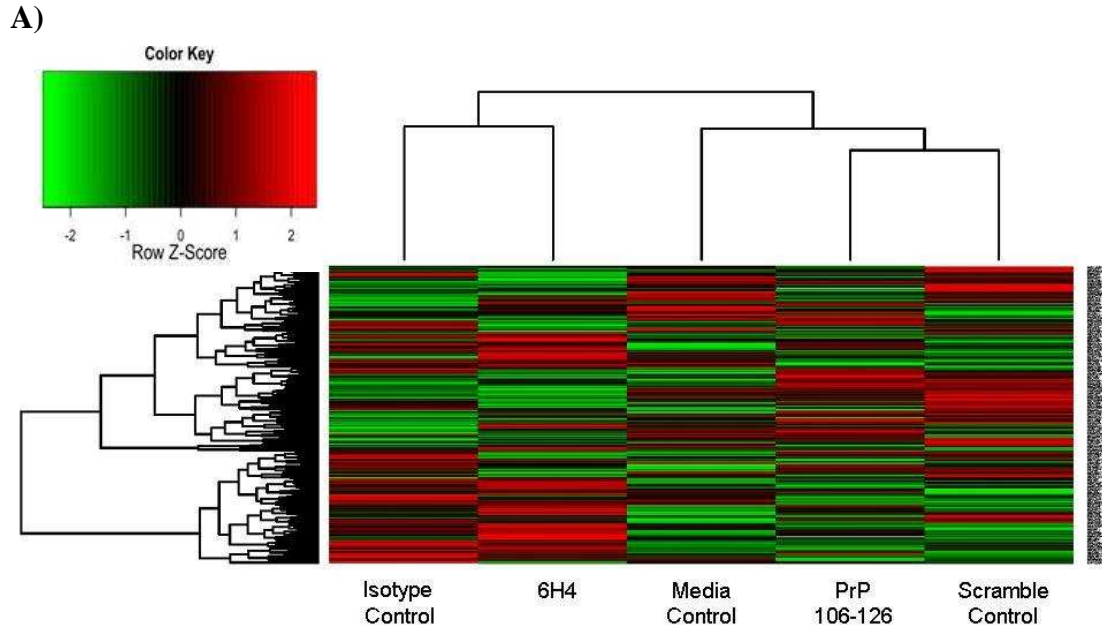 A)
Color Key
-2 -1 0 1 2
Row Z-Score
Isotype Control
6H4
Media Control
PrP 106-126
Scramble Control